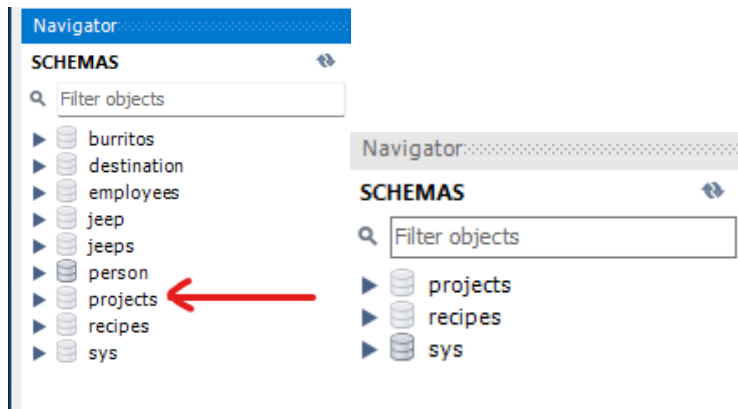 Navigator
SCHEMAS
Filter objects
burritos
destination
employees
jeep
jeeps
person
projects
recipes
sys
Navigator
SCHEMAS
Filter objects
projects
recipes
sys